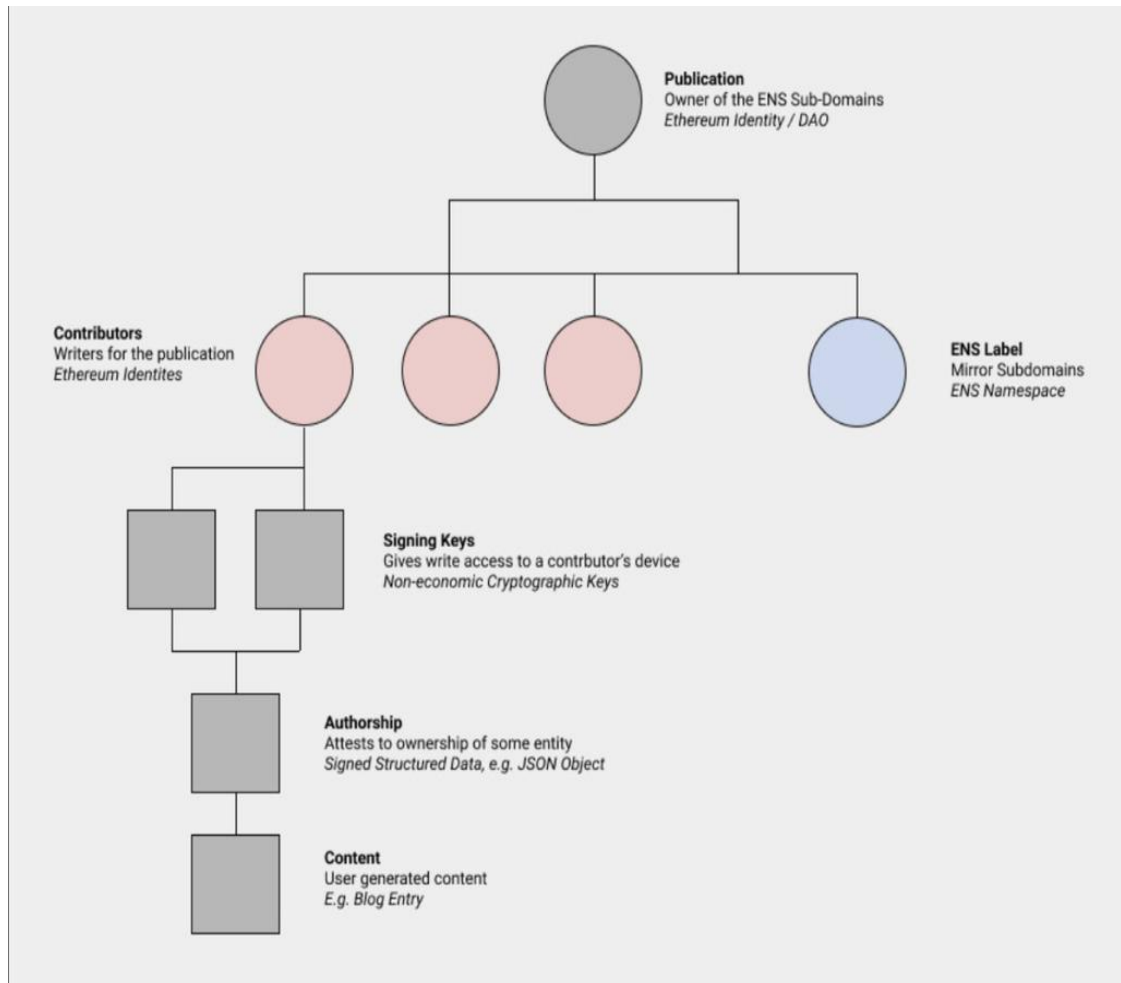 Publication
Owner of the ENS Sub-Domains
Ethereum Identity / DAO
Contributors
Writers for the publication
Ethereum Identites
ENS Label
Mirror Subdomains
ENS Namespace
Signing Keys
Gives write access to a contrbutor's device
Non-economic Cryptographic Keys
Authorship
Attests to ownership of some entity
Signed Structured Data, e.g. JSON Object
Content
User generated content
E.g. Blog Entry